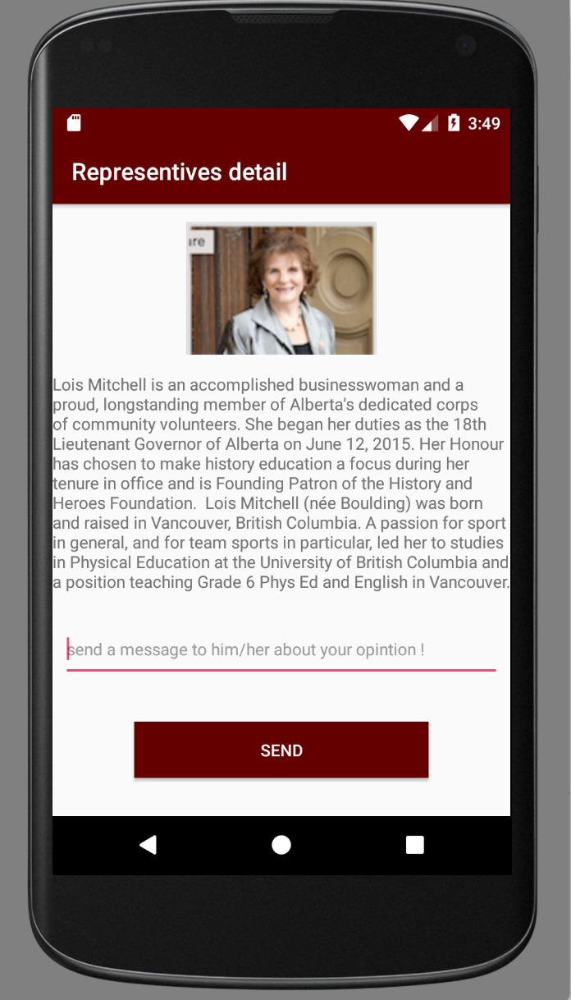 3:49
Representives detail
ure
Lois Mitchell is an accomplished businesswoman and a
proud, longstanding member of Alberta's dedicated corps
of community volunteers. She began her duties as the 18th
Lieutenant Governor of Alberta on June 12, 2015. Her Honour
has chosen to make history education a focus during her
tenure in office and is Founding Patron of the History and
Heroes Foundation.  Lois Mitchell (née Boulding) was born
and raised in Vancouver, British Columbia. A passion for sport
in general, and for team sports in particular, led her to studies
in Physical Education at the University of British Columbia and
a position teaching Grade 6 Phys Ed and English in Vancouver.
send a message to him/her about your opintion !
SEND